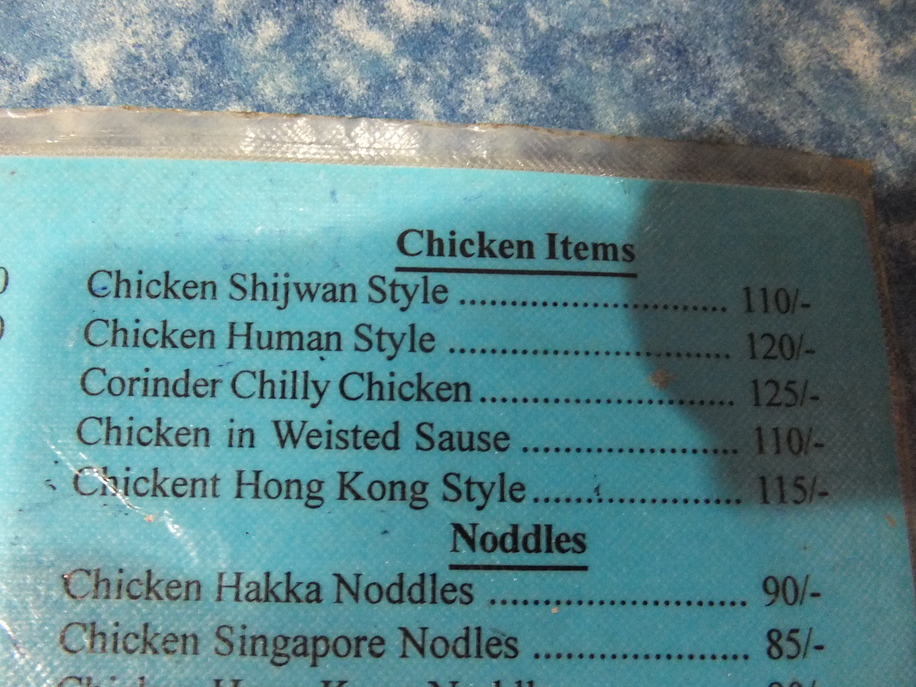 Chicken Items
Chicken Shijwan Style .............................. 110/-
Chicken Human Style ................................ 120/-
Corinder Chilly Chicken ............................. 125/-
Chicken in Weisted Sause ......................... 110/-
Chickent Hong Kong Style ........................ 115/-
Noddles
Chicken Hakka Noddles ............................. 90/-
Chicken Singapore Nodles ......................... 85/-